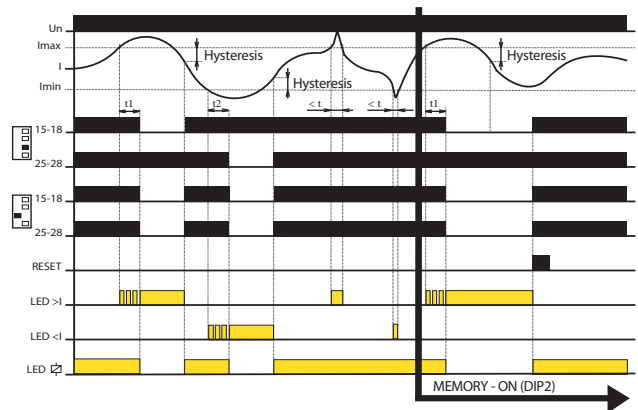 Un
Imax
I
Hysteresis
Hysteresis
Hysteresis
Imin
t1
t2
< t
< t
t1
15-18
25-28
15-18
25-28
RESET
LED >I
LED <I
LED
MEMORY - ON (DIP2)